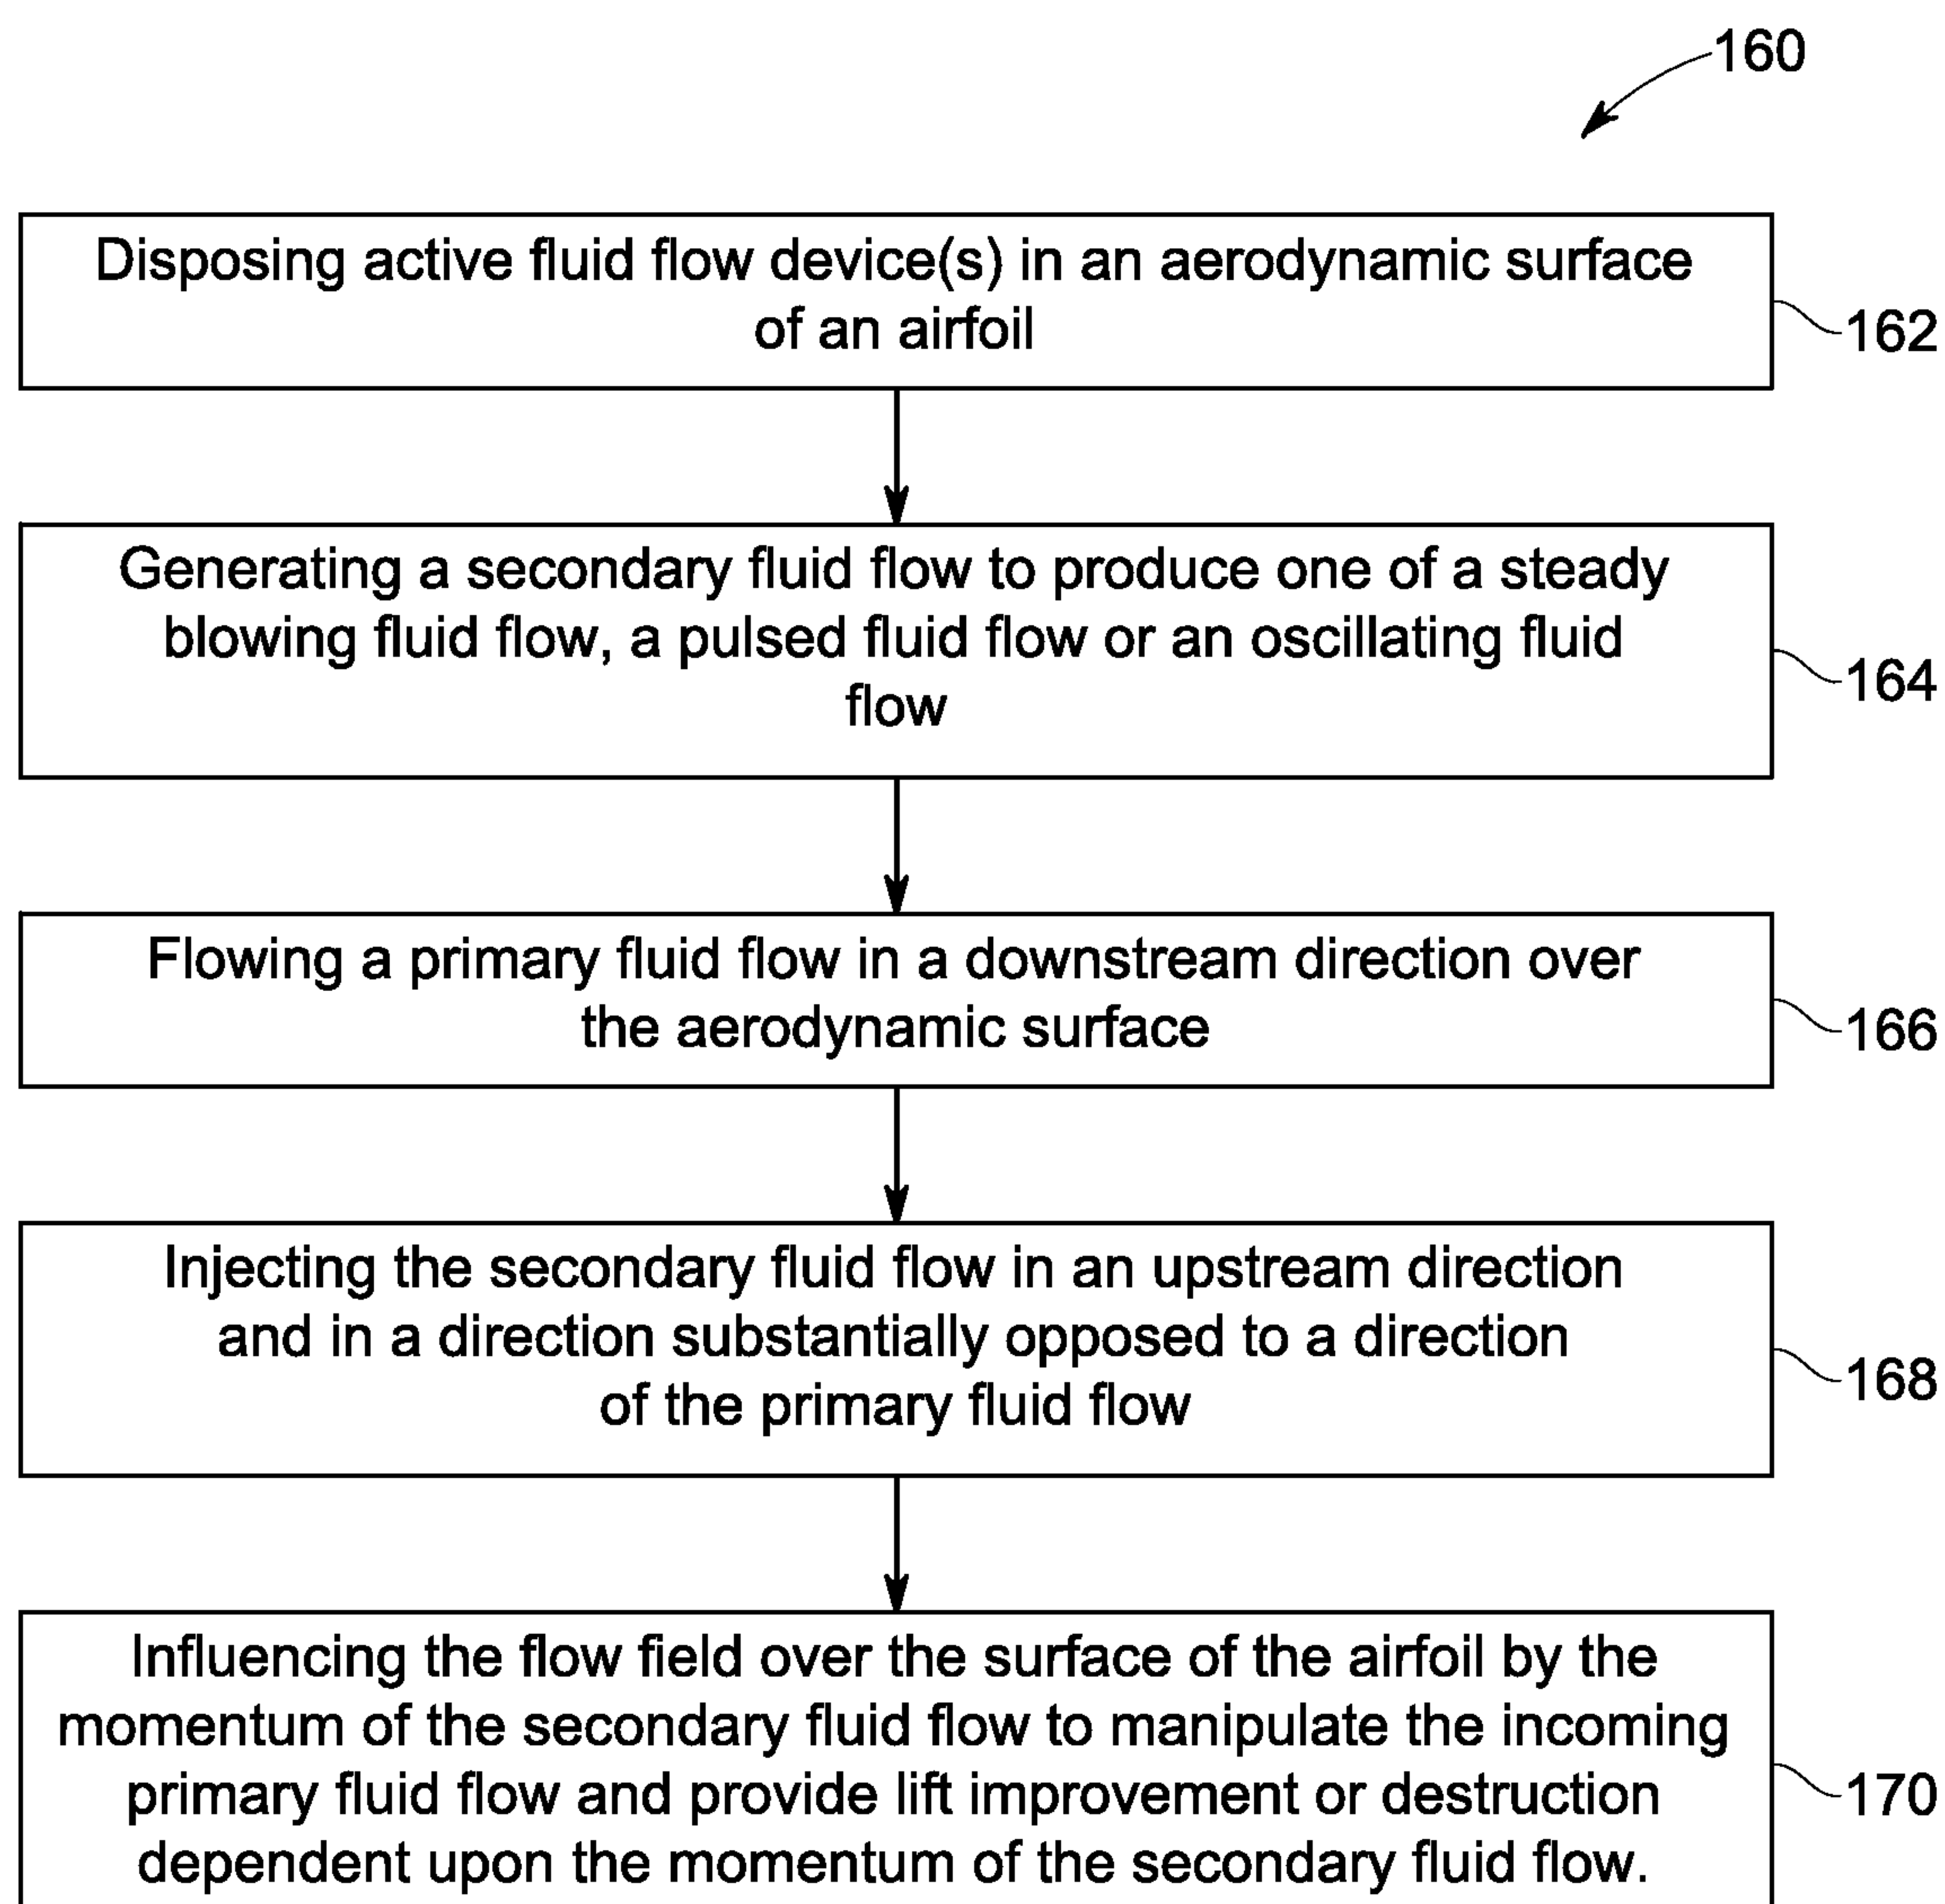 160
Disposing active fluid flow device(s) in an aerodynamic surface
of an airfoil
162
Generating a secondary fluid flow to produce one of a steady
blowing fluid flow, a pulsed fluid flow or an oscillating fluid
flow
164
Flowing a primary fluid flow in a downstream direction over
the aerodynamic surface
166
Injecting the secondary fluid flow in an upstream direction
and in a direction substantially opposed to a direction
of the primary fluid flow
168
Influencing the flow field over the surface of the airfoil by the
momentum of the secondary fluid flow to manipulate the incoming
primary fluid flow and provide lift improvement or destruction
dependent upon the momentum of the secondary fluid flow.
170